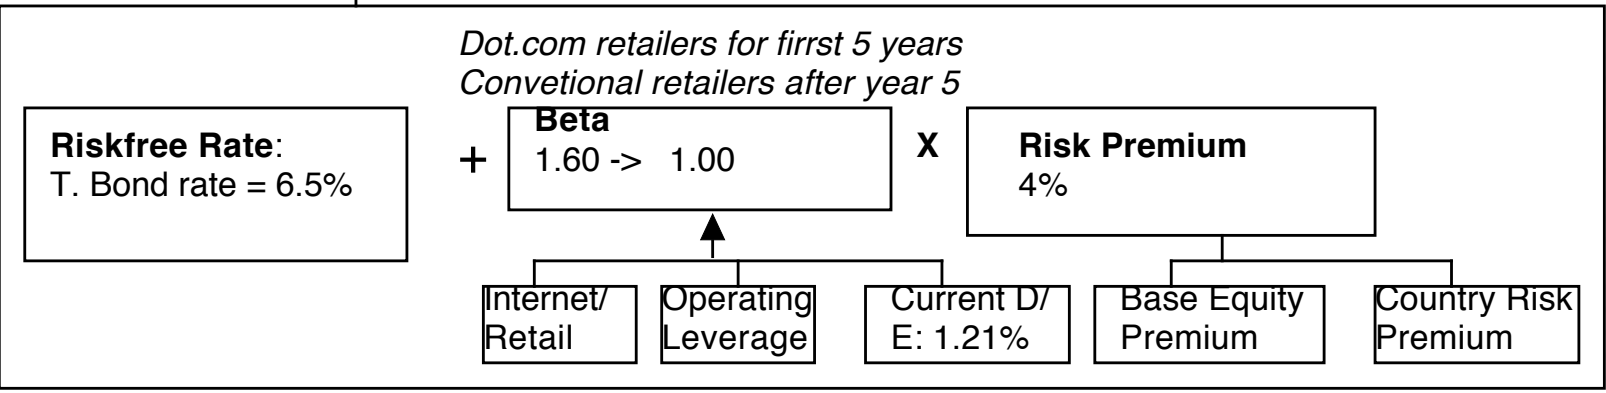 Dot.com retailers for firrst 5 years
Convetional retailers after year 5
Riskfree Rate:
T. Bond rate = 6.5%
+
Beta
1.60 -> 1.00
X
Risk Premium
4%
Internet/
Retail
Operating
Leverage
Current D/
E: 1.21%
Base Equity
Premium
Country Risk
Premium